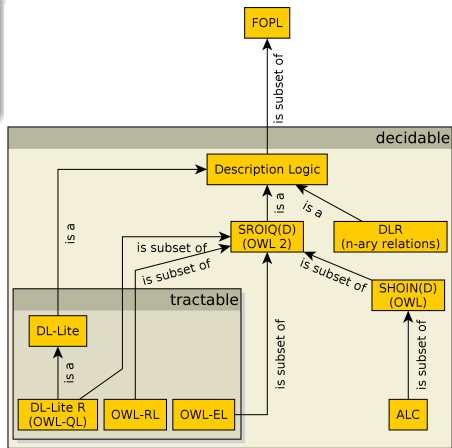 FOPL
is subset of
decidable
Description Logic
is a
is a
is a
SROIQ(D)
(OWL 2)
DLR
(n-ary relations)
is subset of
is subset of
is subset of
SHOIN(D)
(OWL)
tractable
DL-Lite
is subset of
is subset of
is a
DL-Lite R
(OWL-QL)
OWL-RL
OWL-EL
ALC